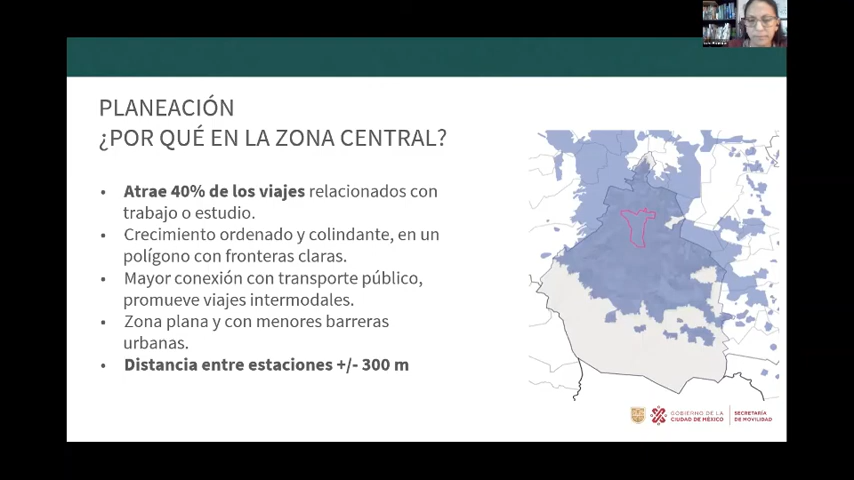 PLANEACIÓN
¿POR QUÉ EN LA ZONA CENTRAL?
• Atrae 40% de los viajes relacionados con
trabajo o estudio.
• Crecimiento ordenado y colindante, en un
polígono con fronteras claras.
• Mayor conexión con transporte público,
promueve viajes intermodales.
• Zona plana y con menores barreras
urbanas.
• Distancia entre estaciones +/- 300 m
GOBIERNO DE LA
CIUDAD DE MÉXICO
SECRETARÍA
DE MOVILIDAD